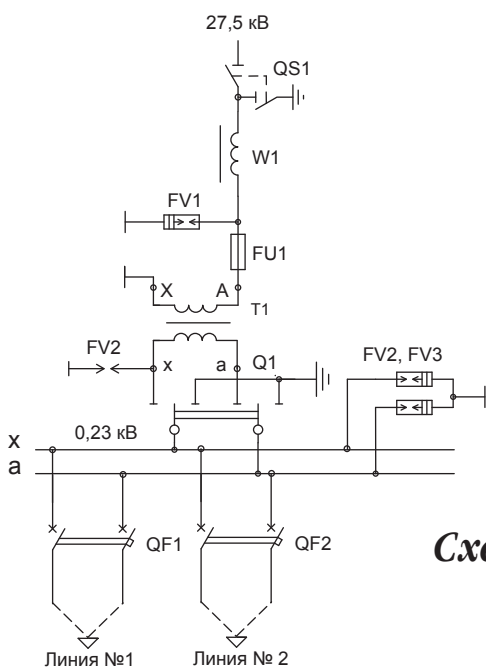 27,5 кВ
QS1
W1
FV1
FU1
X A
T1
FV2 x a Q1 FV2, FV3
x 0,23 кВ
a
QF1 QF2
Схе
Линия №1 Линия № 2